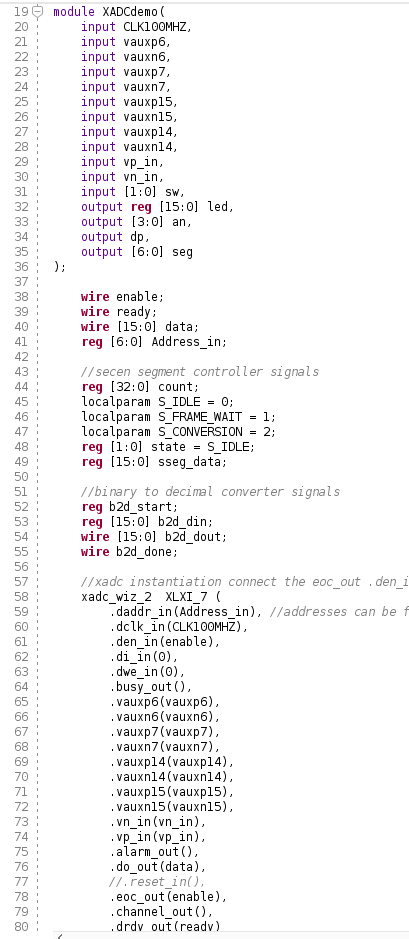 19 module XADCdemo(
20 input CLK100MHZ,
21 input vauxp6,
22 input vauxn6,
23 input vauxp7,
24 input vauxn7,
25 input vauxp15,
26 input vauxn15,
27 input vauxp14,
28 input vauxn14,
29 input vp_in,
30 input vn_in,
31 input [1:0] sw,
32 output reg [15:0] led,
33 output [3:0] an,
34 output dp,
35 output [6:0] seg
36 );
37
38 wire enable;
39 wire ready;
40 wire [15:0] data;
41 reg [6:0] Address_in;
42
43 //secen segment controller signals
44 reg [32:0] count;
45 localparam S_IDLE = 0;
46 localparam S_FRAME_WAIT = 1;
47 localparam S_CONVERSION = 2;
48 reg [1:0] state = S_IDLE;
49 reg [15:0] sseg_data;
50
51 //binary to decimal converter signals
52 reg b2d_start;
53 reg [15:0] b2d_din;
54 wire [15:0] b2d_dout;
55 wire b2d_done;
56
57 //xadc instantiation connect the eoc_out .den_i
58 xadc_wiz_2 XLXI_7 (
59 .daddr_in(Address_in), //addresses can be f
60 .dclk_in(CLK100MHZ),
61 .den_in(enable),
62 .di_in(0),
63 .dwe_in(0),
64 .busy_out(),
65 .vauxp6(vauxp6),
66 .vauxn6(vauxn6),
67 .vauxp7(vauxp7),
68 .vauxn7(vauxn7),
69 .vauxp14(vauxp14),
70 .vauxn14(vauxn14),
71 .vauxp15(vauxp15),
72 .vauxn15(vauxn15),
73 .vn_in(vn_in),
74 .vp_in(vp_in),
75 .alarm_out(),
76 .do_out(data),
77 //.reset_in(),
78 .eoc_out(enable),
79 .channel_out(),
80 .drdy_out(ready)